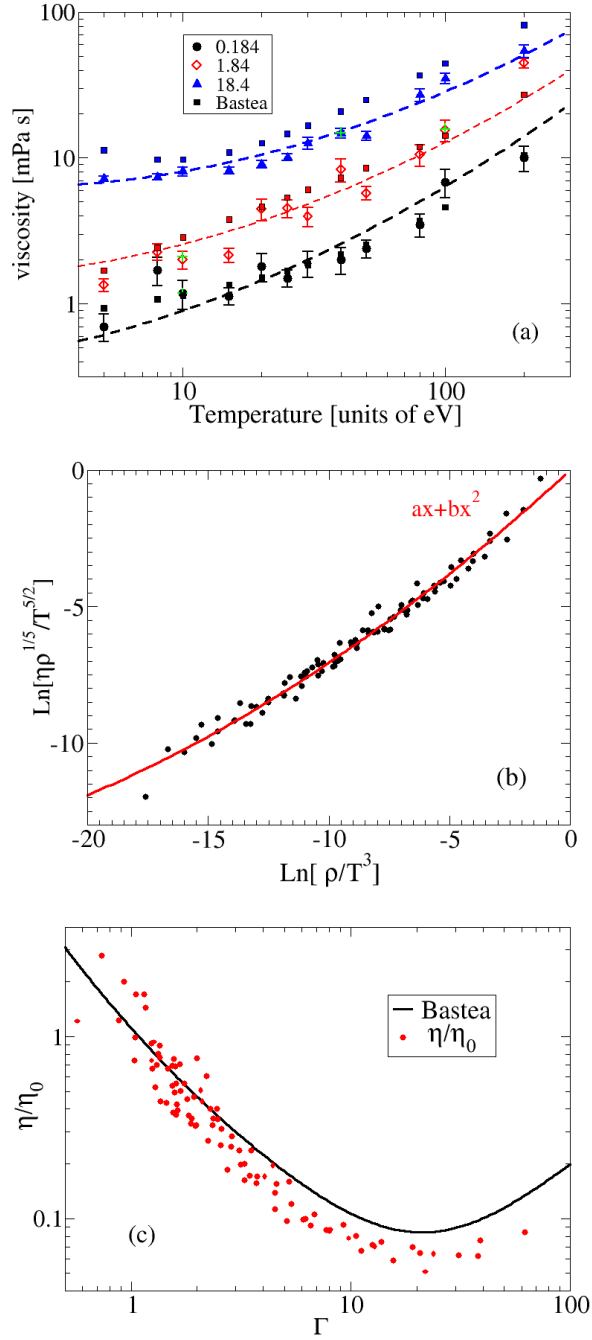 100
0.184
1.84
18.4
Bastea
10
1
viscosity [mPa s]
(a)
10
100
Temperature [units of eV]
0
ax+bx²
-5
Ln[ηρ^1/5/T^5/2]
-10
(b)
-20
-15
-10
-5
0
Ln[ ρ/T³]
Bastea
η/η₀
1
η/η₀
0.1
(c)
1
10
100
Γ